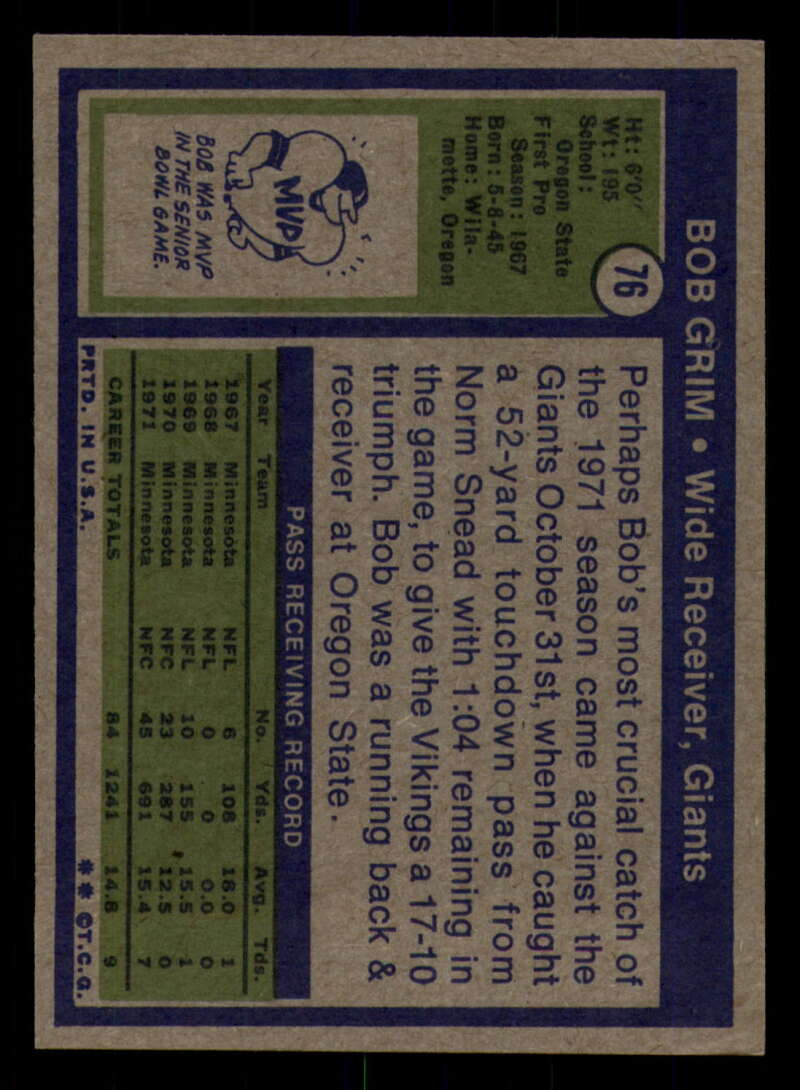 BOB GRIM • Wide Receiver, Giants
76
Ht: 6'0"
Wt: 195
School:
Oregon State
First Pro
Season: 1967
Born: 5-8-45
Home: Wila-
mette, Oregon
MVP
BOB WAS MVP
IN THE SENIOR
BOWL GAME.
Perhaps Bob's most crucial catch of
the 1971 season came against the
Giants October 31st, when he caught
a 52-yard touchdown pass from
Norm Snead with 1:04 remaining in
the game, to give the Vikings a 17-10
triumph. Bob was a running back &
receiver at Oregon State.
PASS RECEIVING RECORD
Year Team No. Yds. Avg. Tds.
1967 Minnesota NFL 6 108 18.0 1
1968 Minnesota NFL 0 0 0.0 0
1969 Minnesota NFL 10 155 15.5 1
1970 Minnesota NFC 23 287 12.5 0
1971 Minnesota NFC 45 691 15.4 7
CAREER TOTALS 84 1241 14.8 9
PRTD. IN U.S.A. ** ©T.C.G.